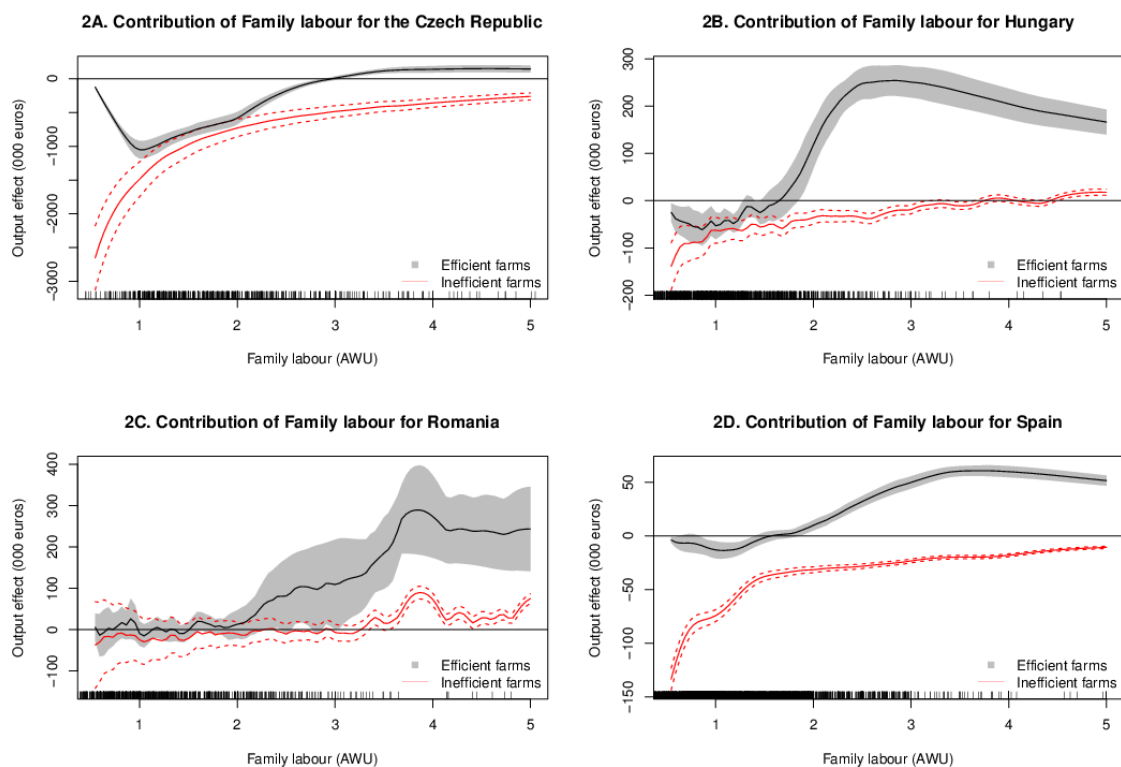 2A. Contribution of Family labour for the Czech Republic
Output effect (000 euros)
0
-1000
-2000
-3000
Efficient farms
Inefficient farms
1 2 3 4 5
Family labour (AWU)
2B. Contribution of Family labour for Hungary
Output effect (000 euros)
300
200
100
0
-100
-200
Efficient farms
Inefficient farms
1 2 3 4 5
Family labour (AWU)
2C. Contribution of Family labour for Romania
Output effect (000 euros)
400
300
200
100
0
-100
Efficient farms
Inefficient farms
1 2 3 4 5
Family labour (AWU)
2D. Contribution of Family labour for Spain
Output effect (000 euros)
50
0
-50
-100
-150
Efficient farms
Inefficient farms
1 2 3 4 5
Family labour (AWU)